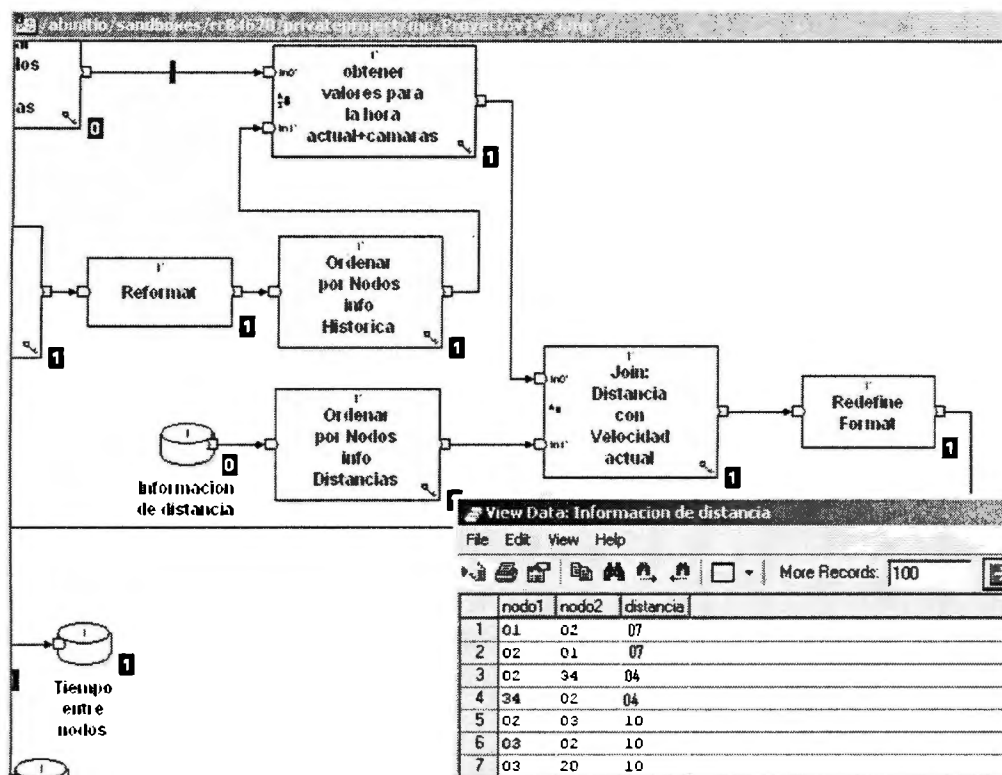 los
as
0
In0*
obtener
valores para
la hora
actual+camaras
In1*
1
Reformat
1
Ordenar
por Nodos
info
Historica
1
1
Informacion
de distancia
0
Ordenar
por Nodos
info
Distancias
In0*
In1*
Join:
Distancia
con
Velocidad
actual
1
Redefine
Format
1
Tiempo
entre
nodos
1
View Data: Informacion de distancia
File Edit View Help
More Records: 100
nodo1 nodo2 distancia
1 01 02 07
2 02 01 07
3 02 34 04
4 34 02 04
5 02 03 10
6 03 02 10
7 03 20 10